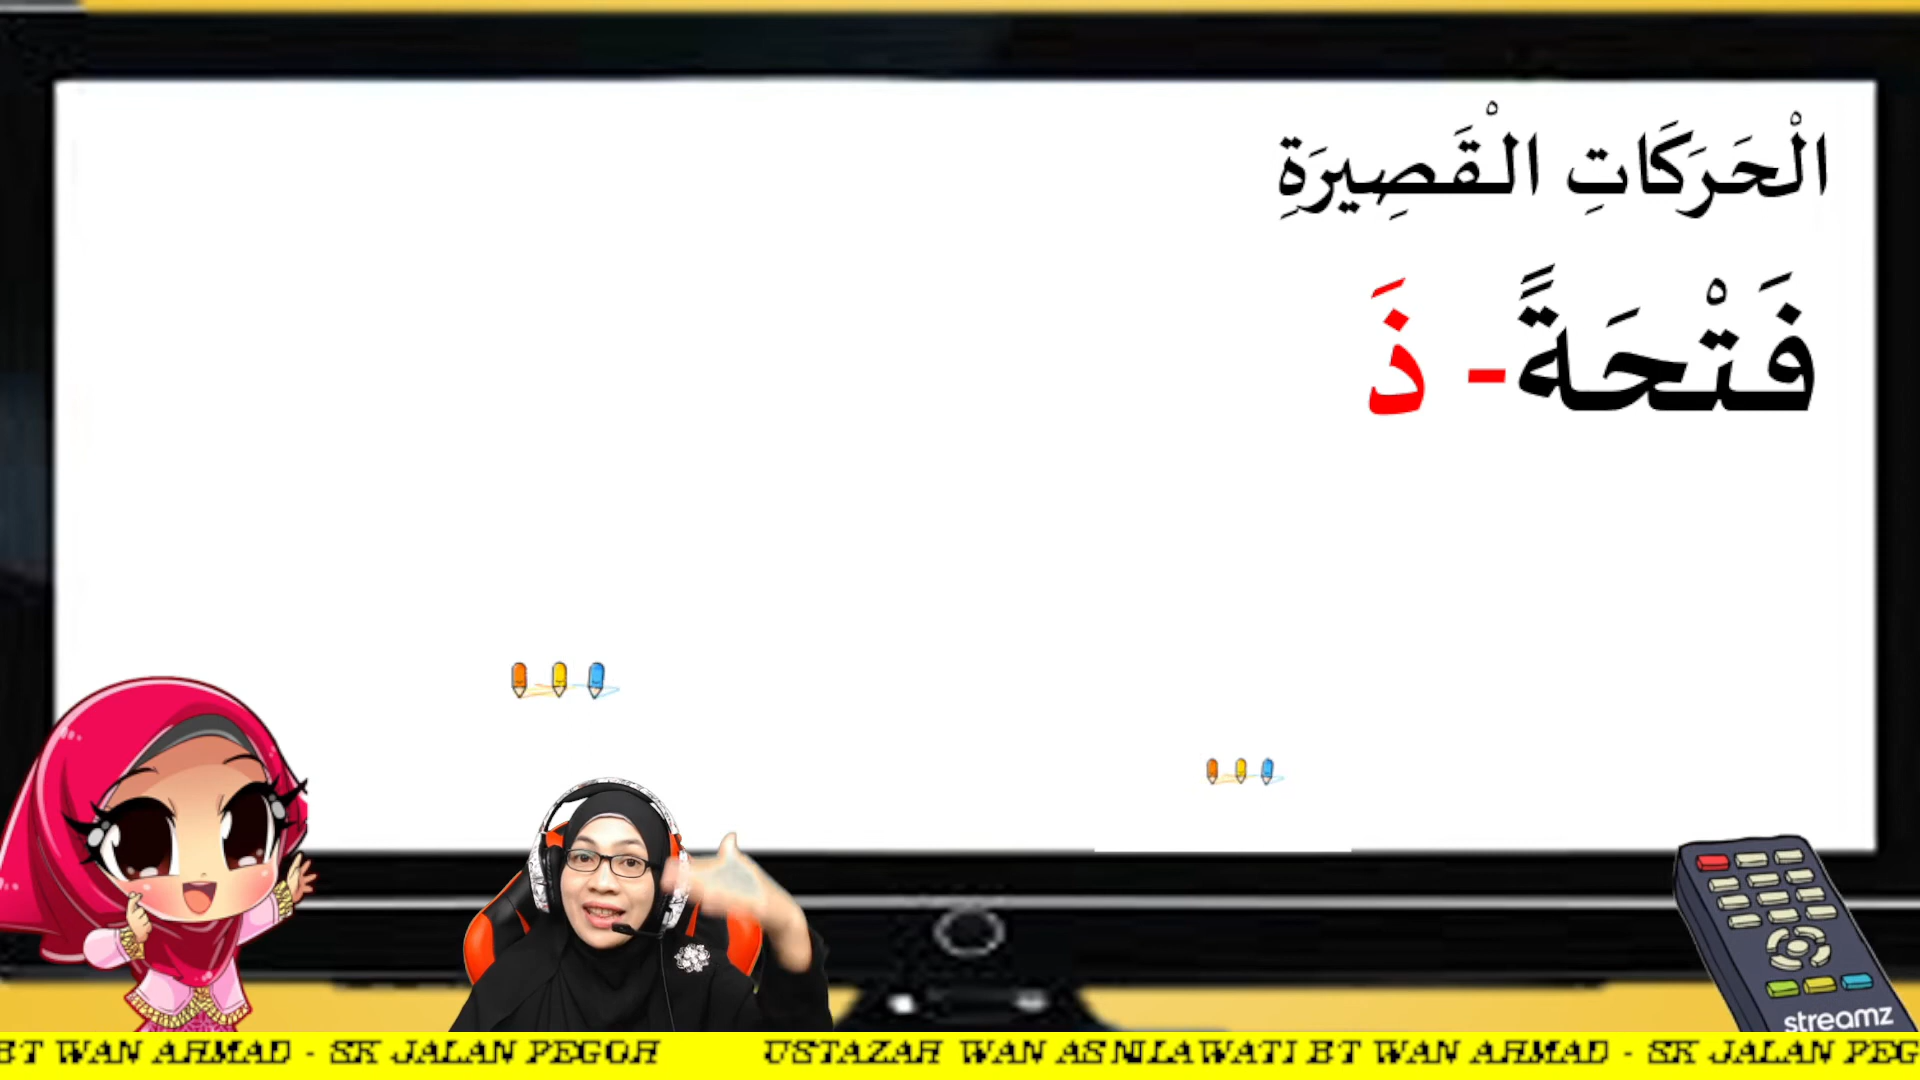 الْحَرَكَاتِ الْقَصِيرَةِ
فَتْحَةً- ذَ
streamz
BT WAN AHMAD - SK JALAN PEGOH USTAZAH WAN ASNILAWATI BT WAN AHMAD - SK JALAN PEG